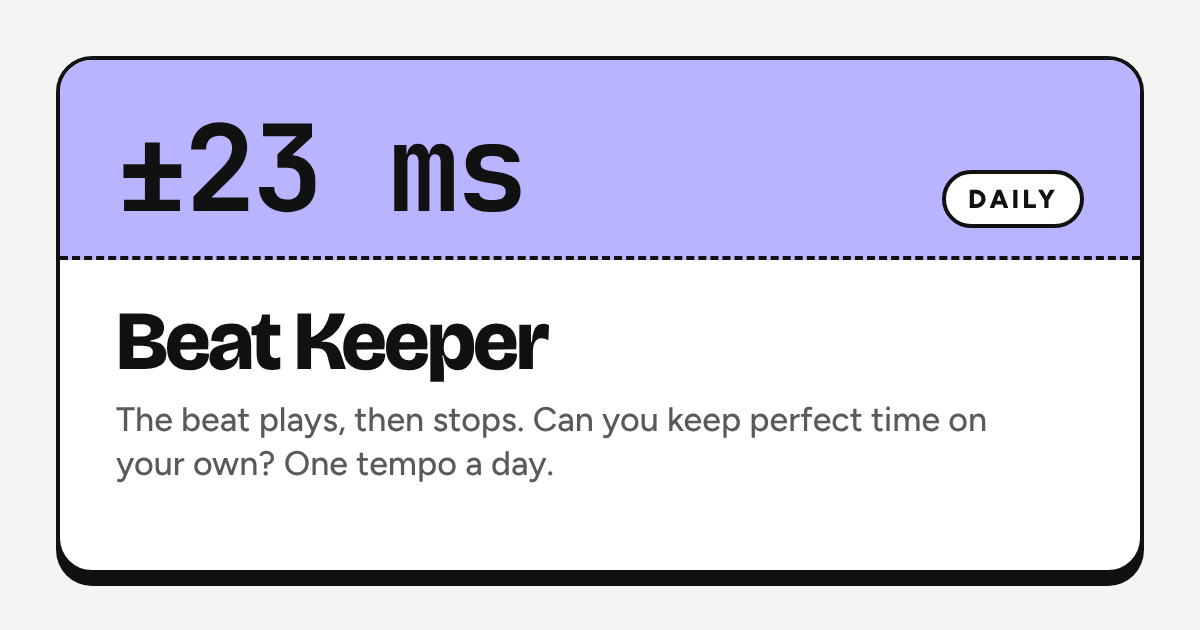 ±23 ms
DAILY
Beat Keeper
The beat plays, then stops. Can you keep perfect time on
your own? One tempo a day.